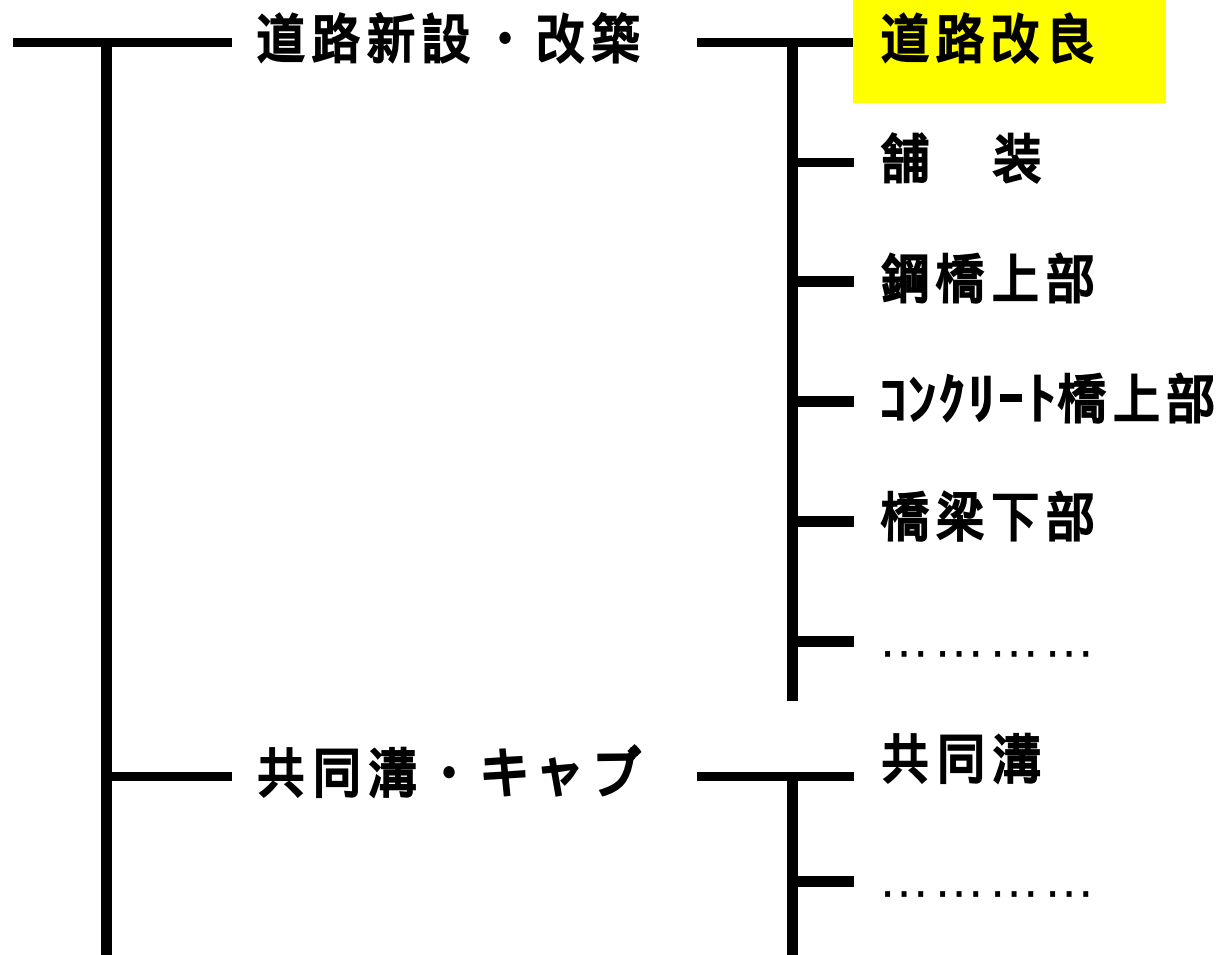 道路新設・改築
道路改良
舗　装
鋼橋上部
ｺﾝｸﾘｰﾄ橋上部
橋梁下部
…………
共同溝・キャブ
共同溝
…………